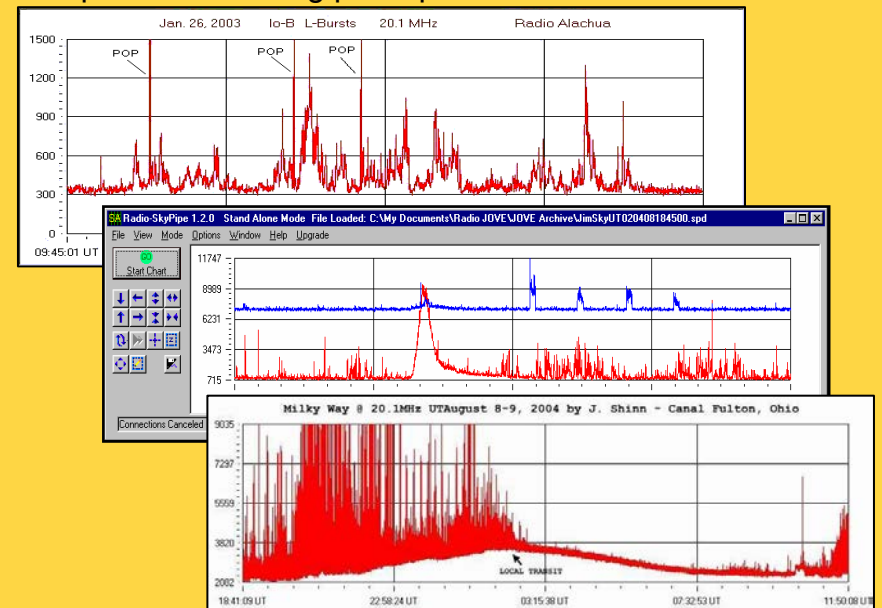 Jan. 26, 2003 Io-B L-Bursts 20.1 MHz Radio Alachua
1500
POP POP POP
1200
900
600
300
0
09:45:01 UT
SA Radio-SkyPipe 1.2.0 Stand Alone Mode File Loaded: C:\My Documents\Radio JOVE\JOVE Archive\JimSkyUT020408184500.spd
File View Mode Options Window Help Upgrade
GO
Start Chart
11747
8989
6231
3473
715
Connections Canceled
Milky Way @ 20.1MHz UTAugust 8-9, 2004 by J. Shinn - Canal Fulton, Ohio
9035
7297
5559
3820
2082
LOCAL TRANSIT
18:41:09 UT 22:58:24 UT 03:15:38 UT 07:32:53 UT 11:50:08 UT